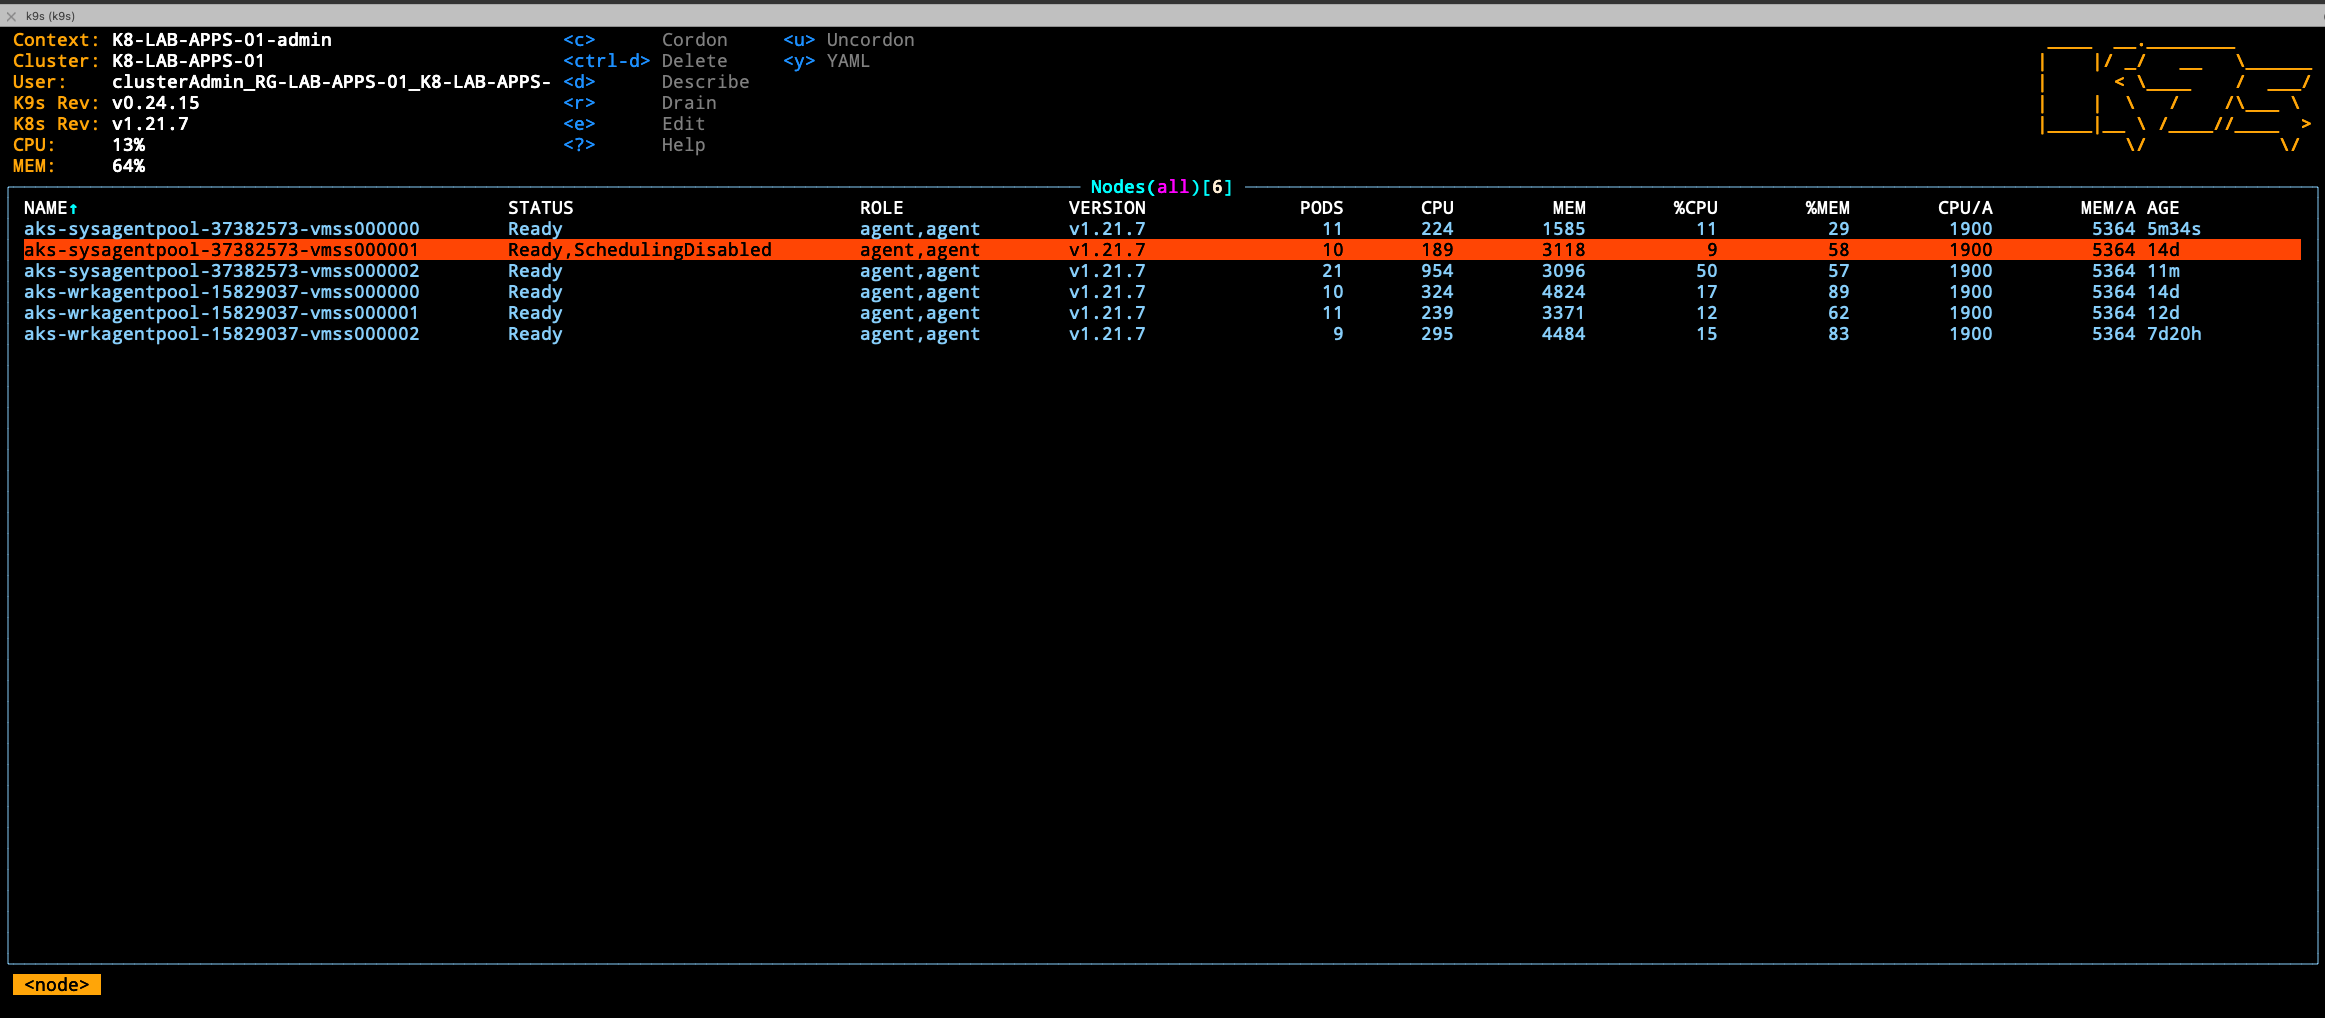 k9s (k9s)
Context: K8-LAB-APPS-01-admin <c> Cordon <u> Uncordon
Cluster: K8-LAB-APPS-01 <ctrl-d> Delete <y> YAML
User: clusterAdmin_RG-LAB-APPS-01_K8-LAB-APPS- <d> Describe
K9s Rev: v0.24.15 <r> Drain
K8s Rev: v1.21.7 <e> Edit
CPU: 13% <?> Help
MEM: 64%
Nodes(all)[6]
NAME↑ STATUS ROLE VERSION PODS CPU MEM %CPU %MEM CPU/A MEM/A AGE
aks-sysagentpool-37382573-vmss000000 Ready agent,agent v1.21.7 11 224 1585 11 29 1900 5364 5m34s
aks-sysagentpool-37382573-vmss000001 Ready,SchedulingDisabled agent,agent v1.21.7 10 189 3118 9 58 1900 5364 14d
aks-sysagentpool-37382573-vmss000002 Ready agent,agent v1.21.7 21 954 3096 50 57 1900 5364 11m
aks-wrkagentpool-15829037-vmss000000 Ready agent,agent v1.21.7 10 324 4824 17 89 1900 5364 14d
aks-wrkagentpool-15829037-vmss000001 Ready agent,agent v1.21.7 11 239 3371 12 62 1900 5364 12d
aks-wrkagentpool-15829037-vmss000002 Ready agent,agent v1.21.7 9 295 4484 15 83 1900 5364 7d20h
<node>